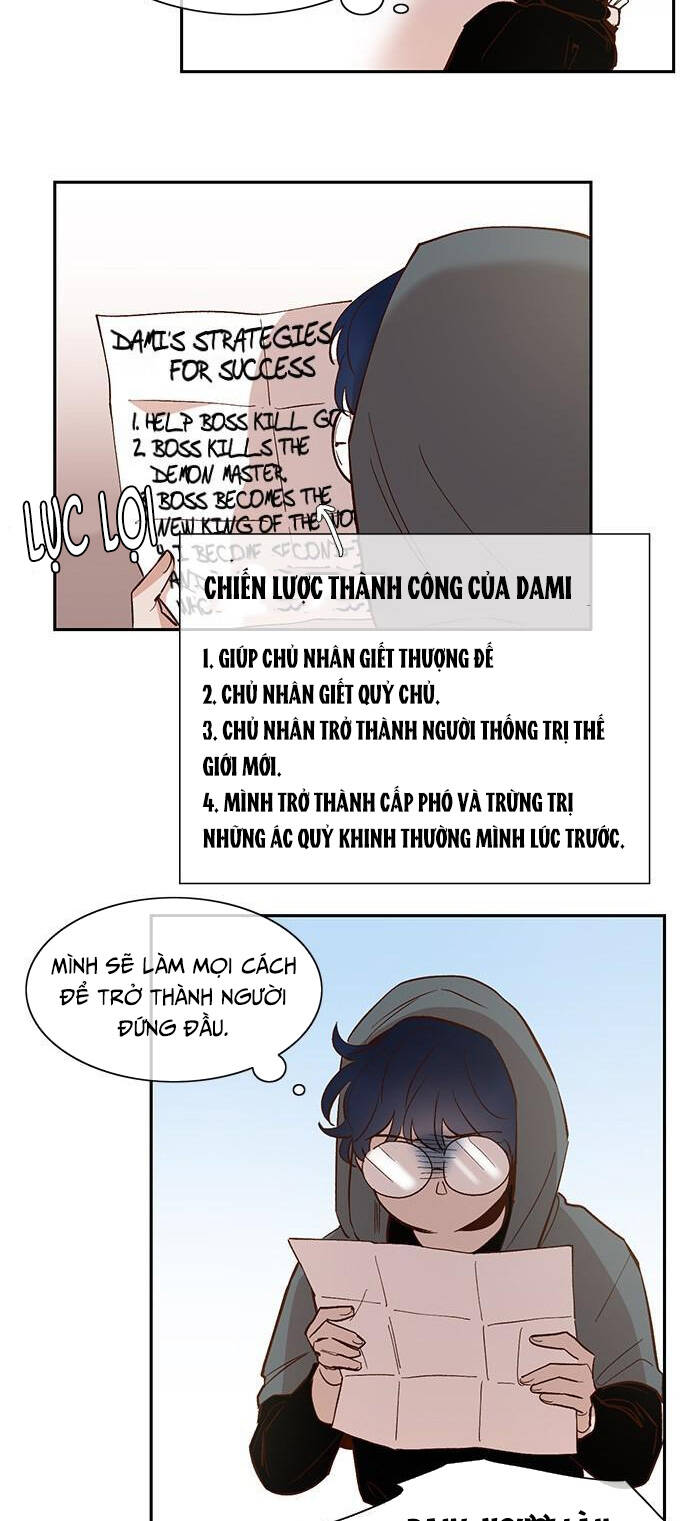 DAMI'S STRATEGIES
FOR SUCCESS
1. HELP BOSS KILL
2. BOSS KILLS THE
DEMON MASTER.
BOSS BECOMES THE
NEW KING OF THE
I BECOME SECOND-
LỤC LỌI
CHIẾN LƯỢC THÀNH CÔNG CỦA DAMI
1. GIÚP CHỦ NHÂN GIẾT THƯỢNG ĐẾ
2. CHỦ NHÂN GIẾT QUỶ CHỦ.
3. CHỦ NHÂN TRỞ THÀNH NGƯỜI THỐNG TRỊ THẾ
GIỚI MỚI.
4. MÌNH TRỞ THÀNH CẤP PHÓ VÀ TRỪNG TRỊ
NHỮNG ÁC QUỶ KHINH THƯỜNG MÌNH LÚC TRƯỚC.
MÌNH SẼ LÀM MỌI CÁCH
ĐỂ TRỞ THÀNH NGƯỜI
ĐỨNG ĐẦU.